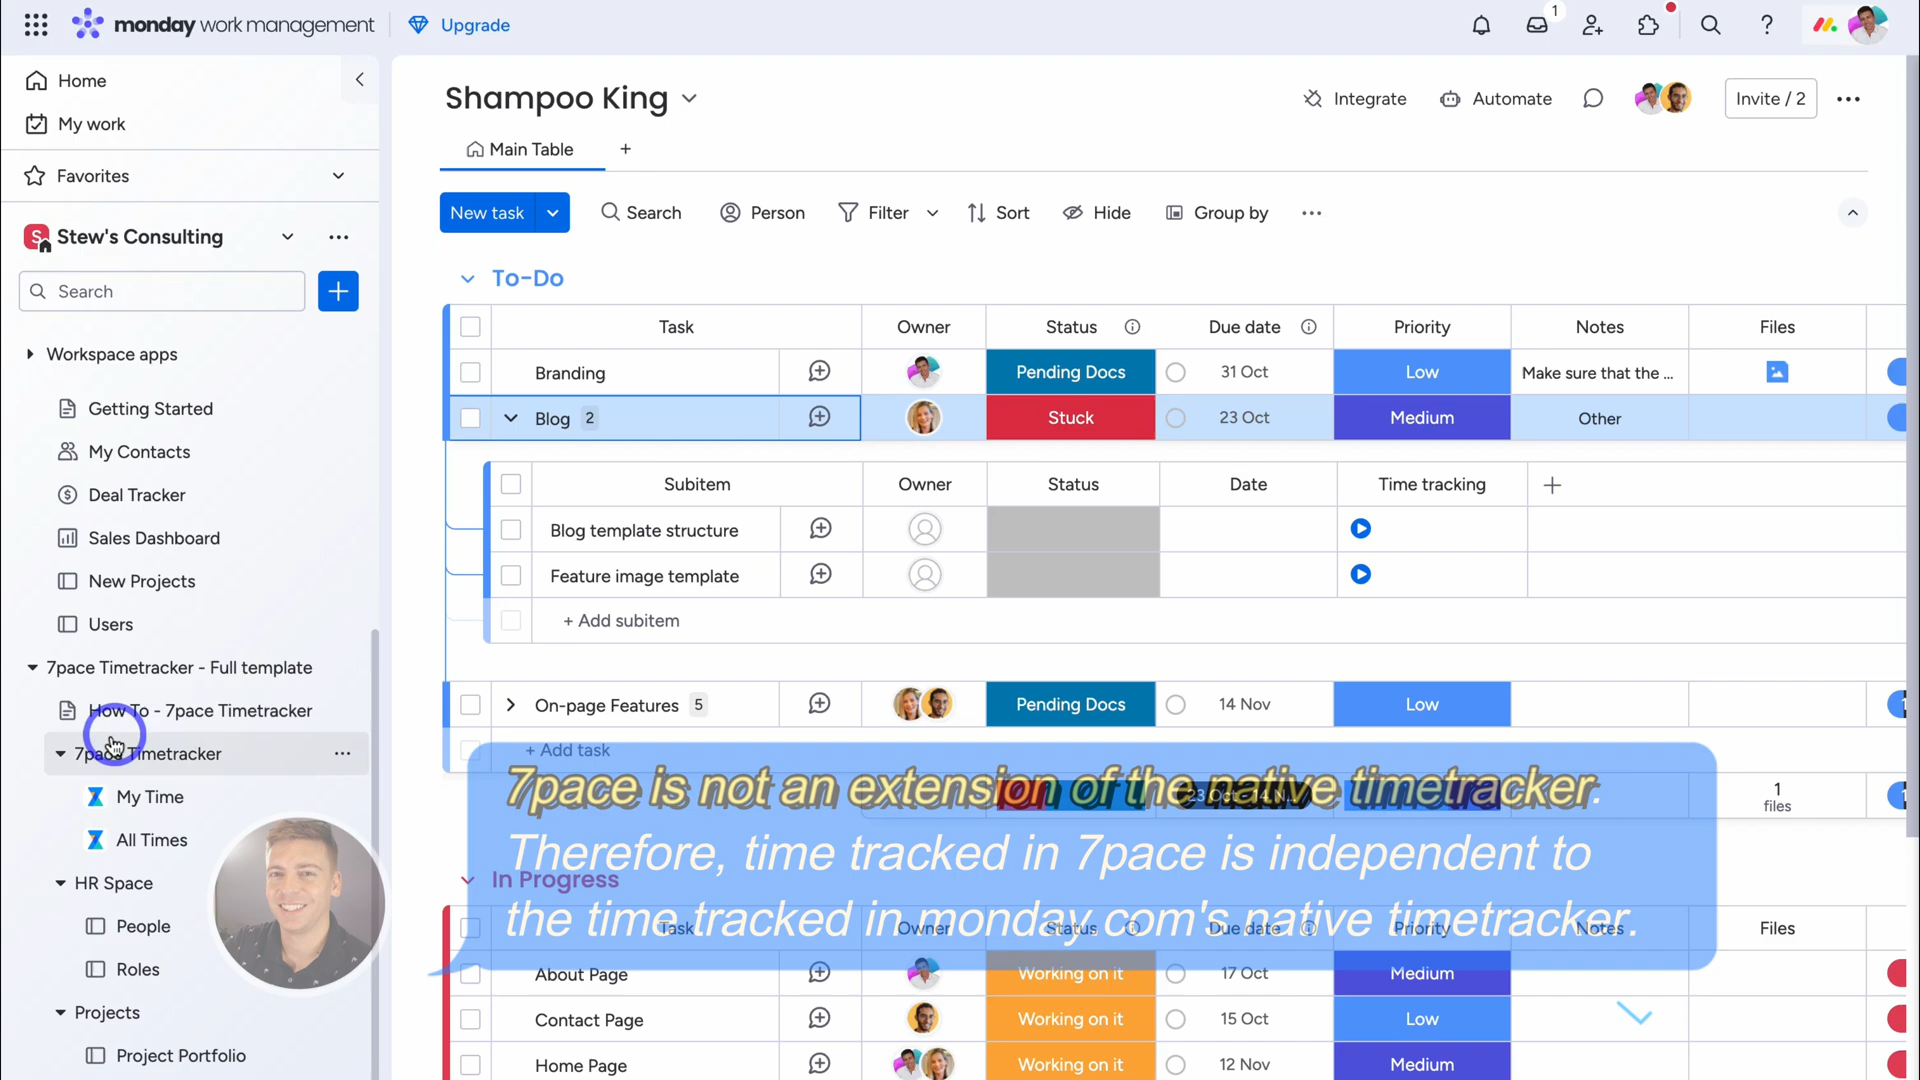 monday work management
Upgrade
1
Home
My work
Favorites
S
Stew's Consulting
Search
Workspace apps
Getting Started
My Contacts
Deal Tracker
Sales Dashboard
New Projects
Users
7pace Timetracker - Full template
How To - 7pace Timetracker
7pace Timetracker
My Time
All Times
HR Space
People
Roles
Projects
Project Portfolio
Shampoo King
Integrate
Automate
Invite / 2
Main Table
New task
Search
Person
Filter
Sort
Hide
Group by
To-Do
Task Owner Status Due date Priority Notes Files
Branding Pending Docs 31 Oct Low Make sure that the ...
Blog 2 Stuck 23 Oct Medium Other
Subitem Owner Status Date Time tracking
Blog template structure
Feature image template
+ Add subitem
On-page Features 5 Pending Docs 14 Nov Low
+ Add task
7pace is not an extension of the native timetracker.
Therefore, time tracked in 7pace is independent to
the time tracked in monday.com's native timetracker.
23 Oct - 14 N...
1
files
In Progress
Task Owner Status Due date Priority Notes Files
About Page Working on it 17 Oct Medium
Contact Page Working on it 15 Oct Low
Home Page Working on it 12 Nov Medium